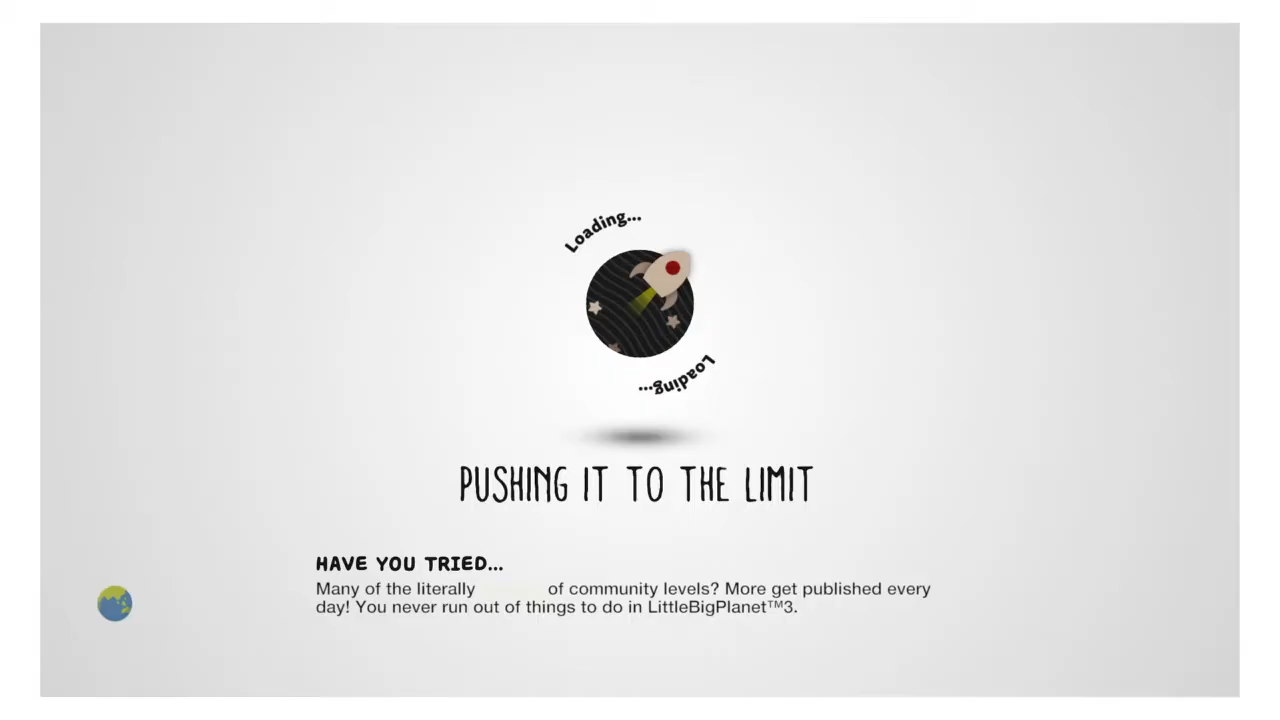 Loading...
Loading...
PUSHING IT TO THE LIMIT
HAVE YOU TRIED...
Many of the literally of community levels? More get published every
day! You never run out of things to do in LittleBigPlanet™3.